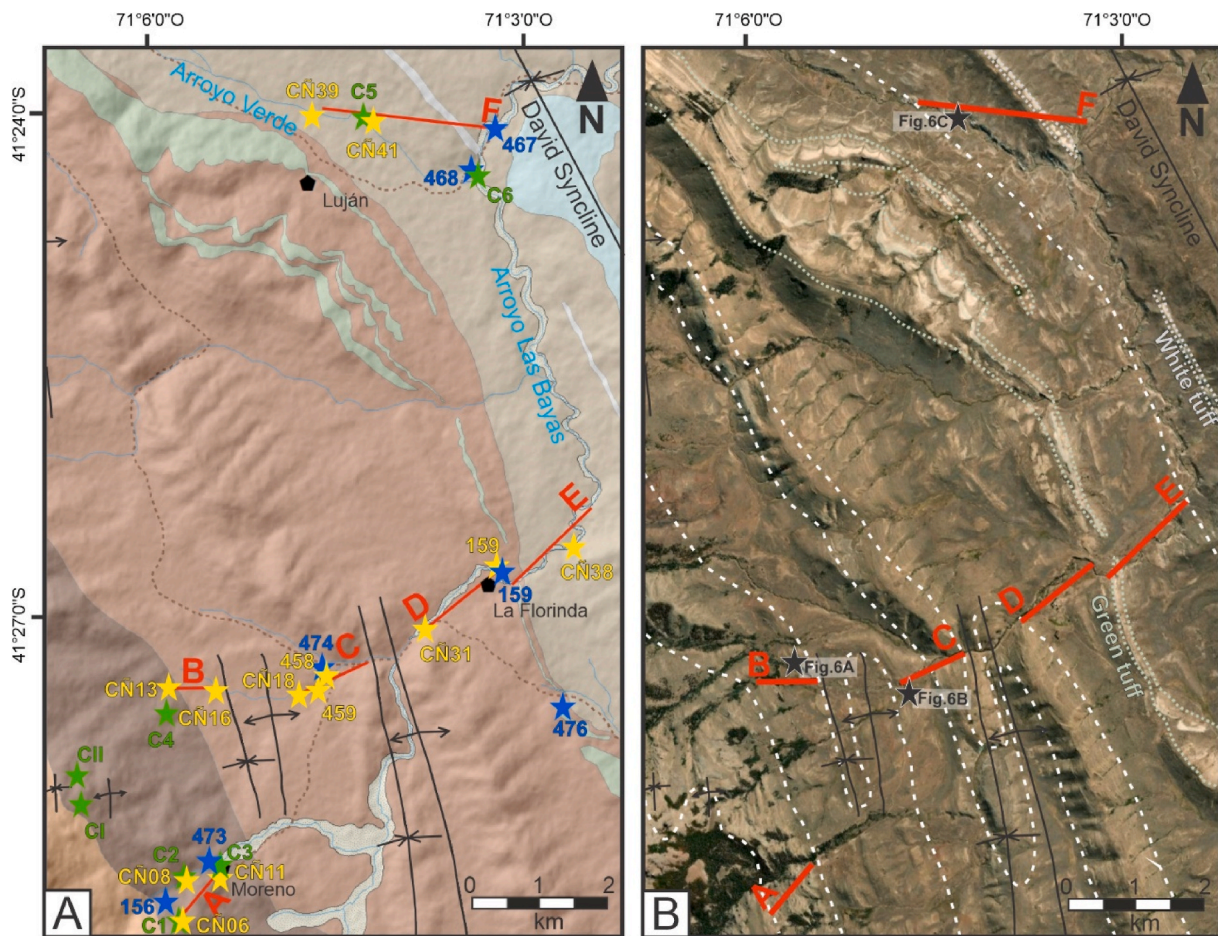 71°6'0"O
71°3'0"O
71°6'0"O
71°3'0"O
41°24'0"S
41°27'0"S
Arroyo Verde
CÑ39
C5
CÑ41
F
467
468
C6
N
David Syncline
Luján
Arroyo Las Bayas
E
159
CÑ38
159
La Florinda
D
CÑ31
474
458
C
B
CÑ13
CÑ18
459
CÑ16
C4
476
CII
CI
473
C2
C3
CÑ08
CÑ11
Moreno
156
A
C1
CÑ06
0 1 2
km
A
Fig.6C
F
N
David Syncline
White tuff
E
D
Green tuff
C
B
Fig.6A
Fig.6B
A
0 1 2
km
B